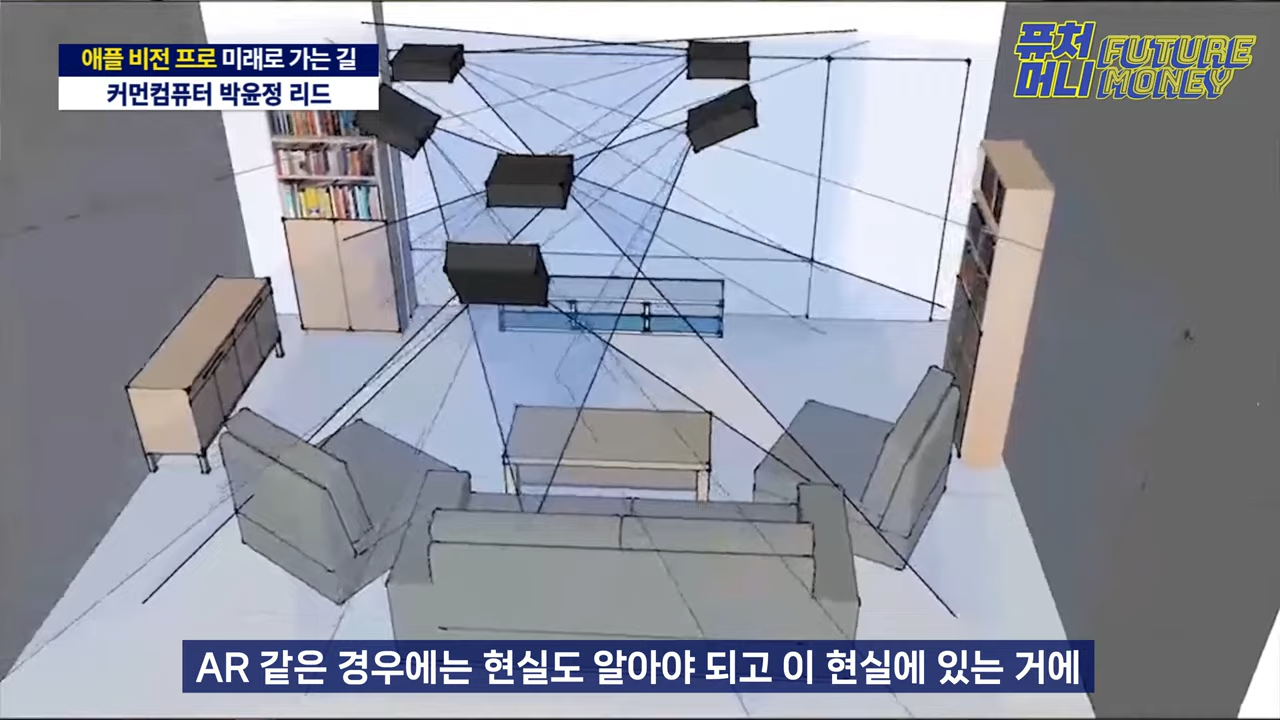 애플 비전 프로 미래로 가는 길
커먼컴퓨터 박윤정 리드
퓨처 FUTURE
머니 MONEY
AR 같은 경우에는 현실도 알아야 되고 이 현실에 있는 거에